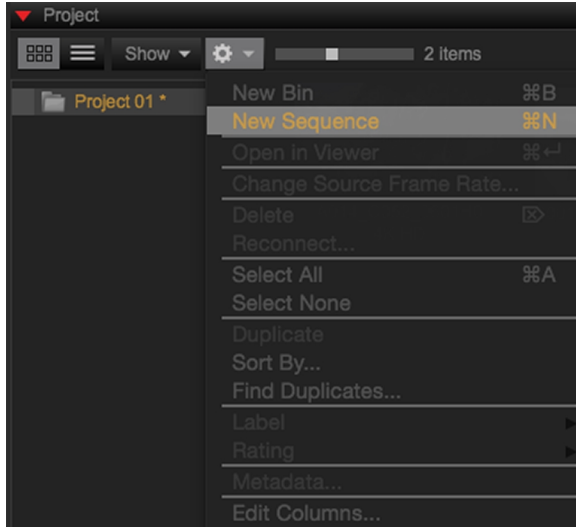 Project
Show 2 items
Project 01 *
New Bin ⌘B
New Sequence ⌘N
Open in Viewer ⌘↩
Change Source Frame Rate...
Delete ⌦
Reconnect...
Select All ⌘A
Select None
Duplicate
Sort By...
Find Duplicates...
Label
Rating
Metadata...
Edit Columns...